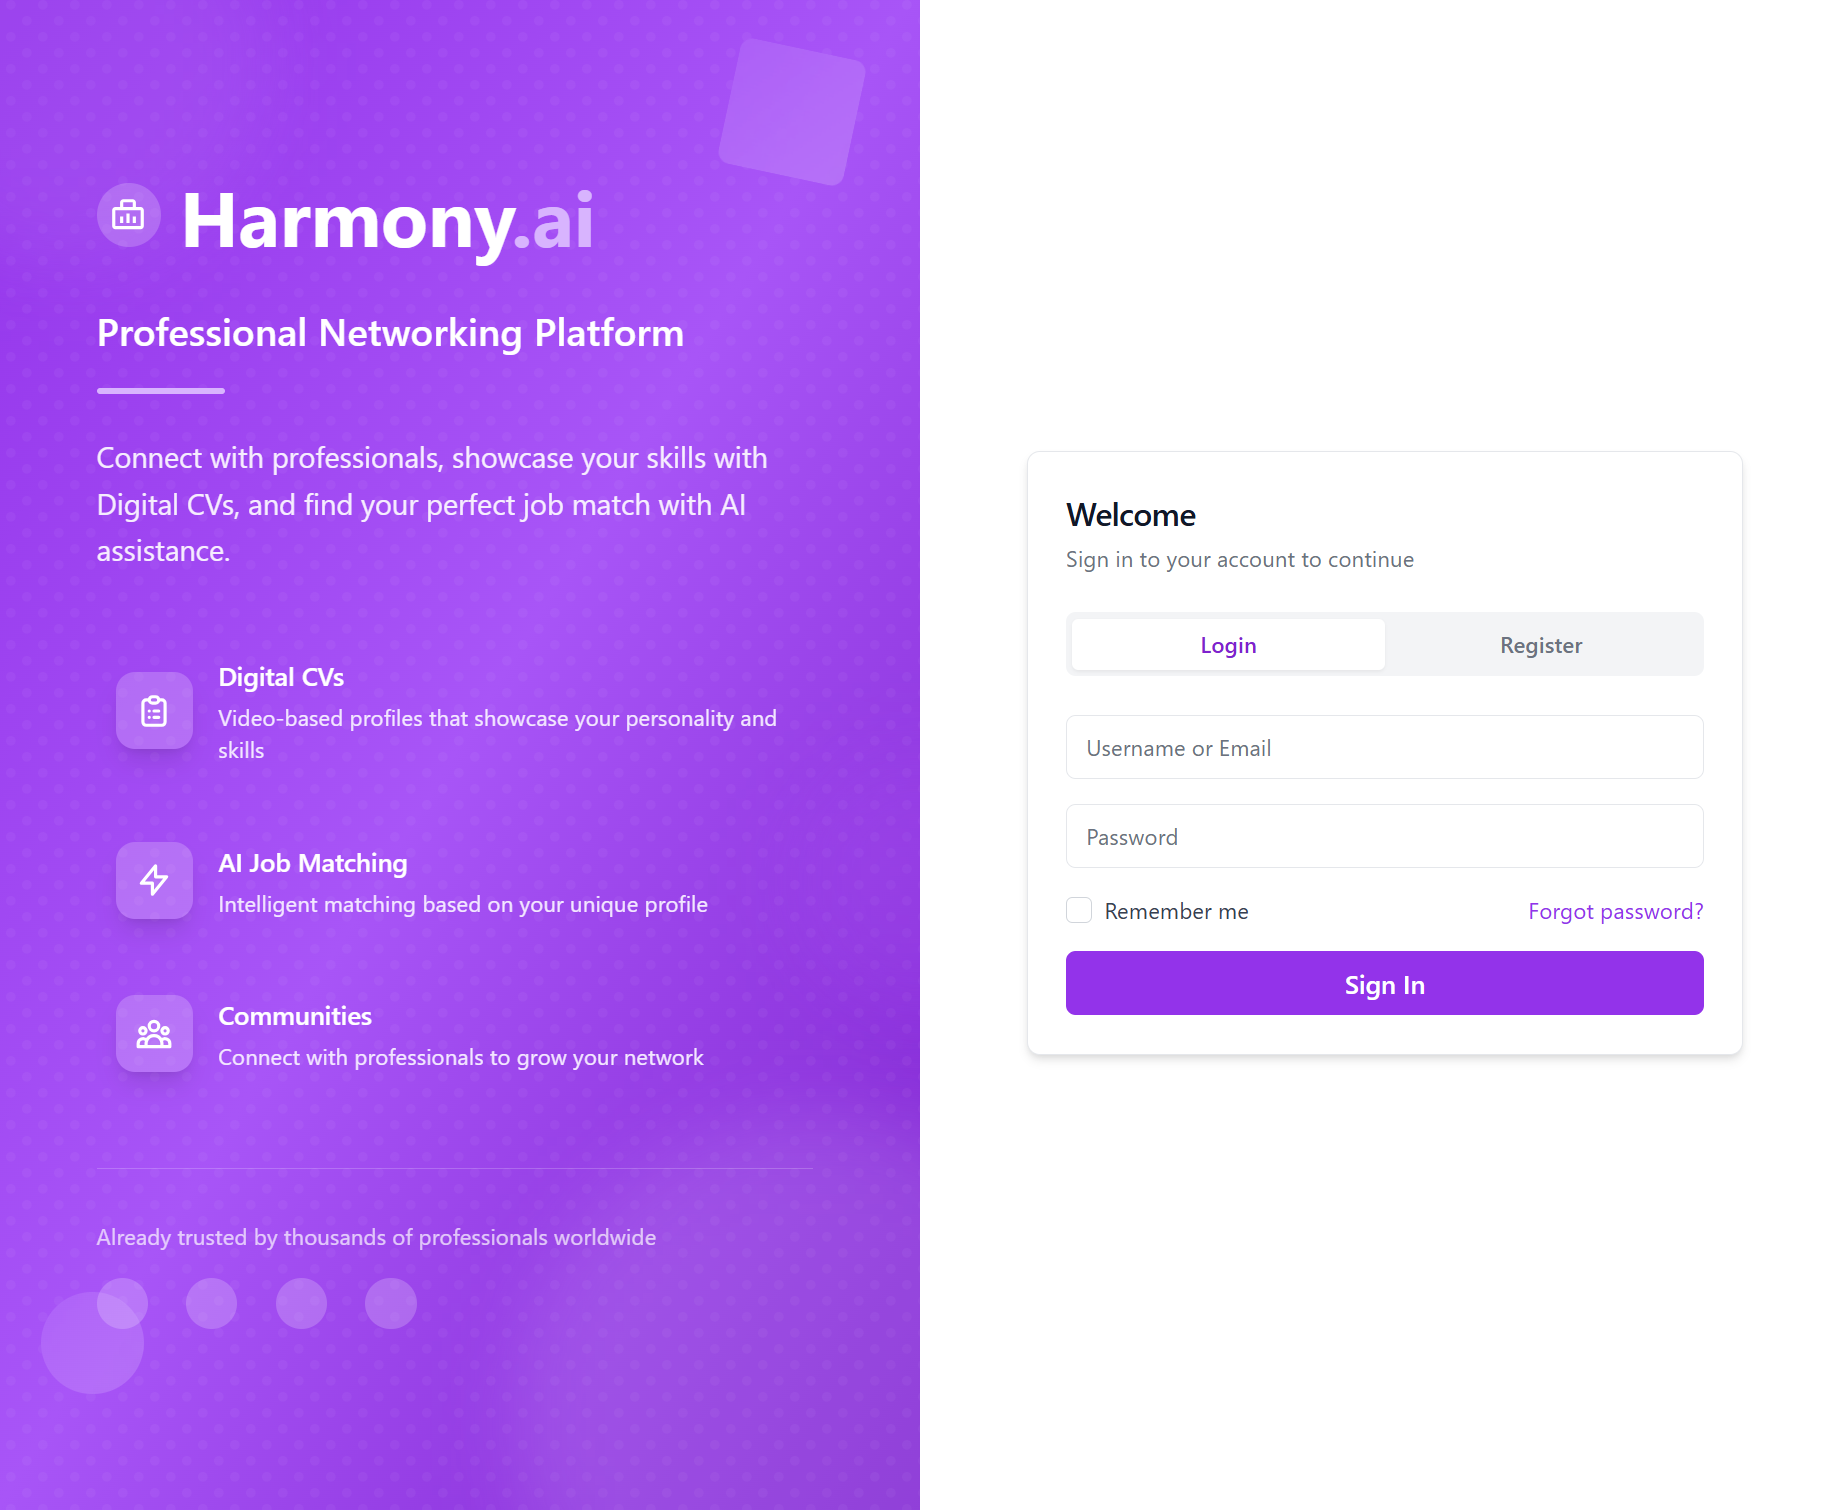 Harmony.ai
Professional Networking Platform
Connect with professionals, showcase your skills with
Digital CVs, and find your perfect job match with AI
assistance.
Digital CVs
Video-based profiles that showcase your personality and
skills
AI Job Matching
Intelligent matching based on your unique profile
Communities
Connect with professionals to grow your network
Already trusted by thousands of professionals worldwide
Welcome
Sign in to your account to continue
Login
Register
Username or Email
Password
Remember me
Forgot password?
Sign In